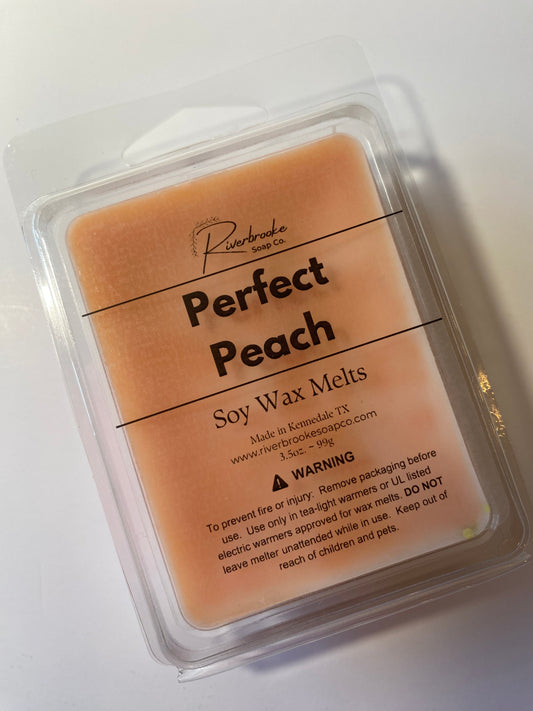 Riverbrooke
Soap Co.
Perfect
Peach
Soy Wax Melts
Made in Kennedale TX
www.riverbrookesoapco.com
3.5oz. ~ 99g
WARNING
To prevent fire or injury: Remove packaging before
use. Use only in tea-light warmers or UL listed
electric warmers approved for wax melts. DO NOT
leave melter unattended while in use. Keep out of
reach of children and pets.